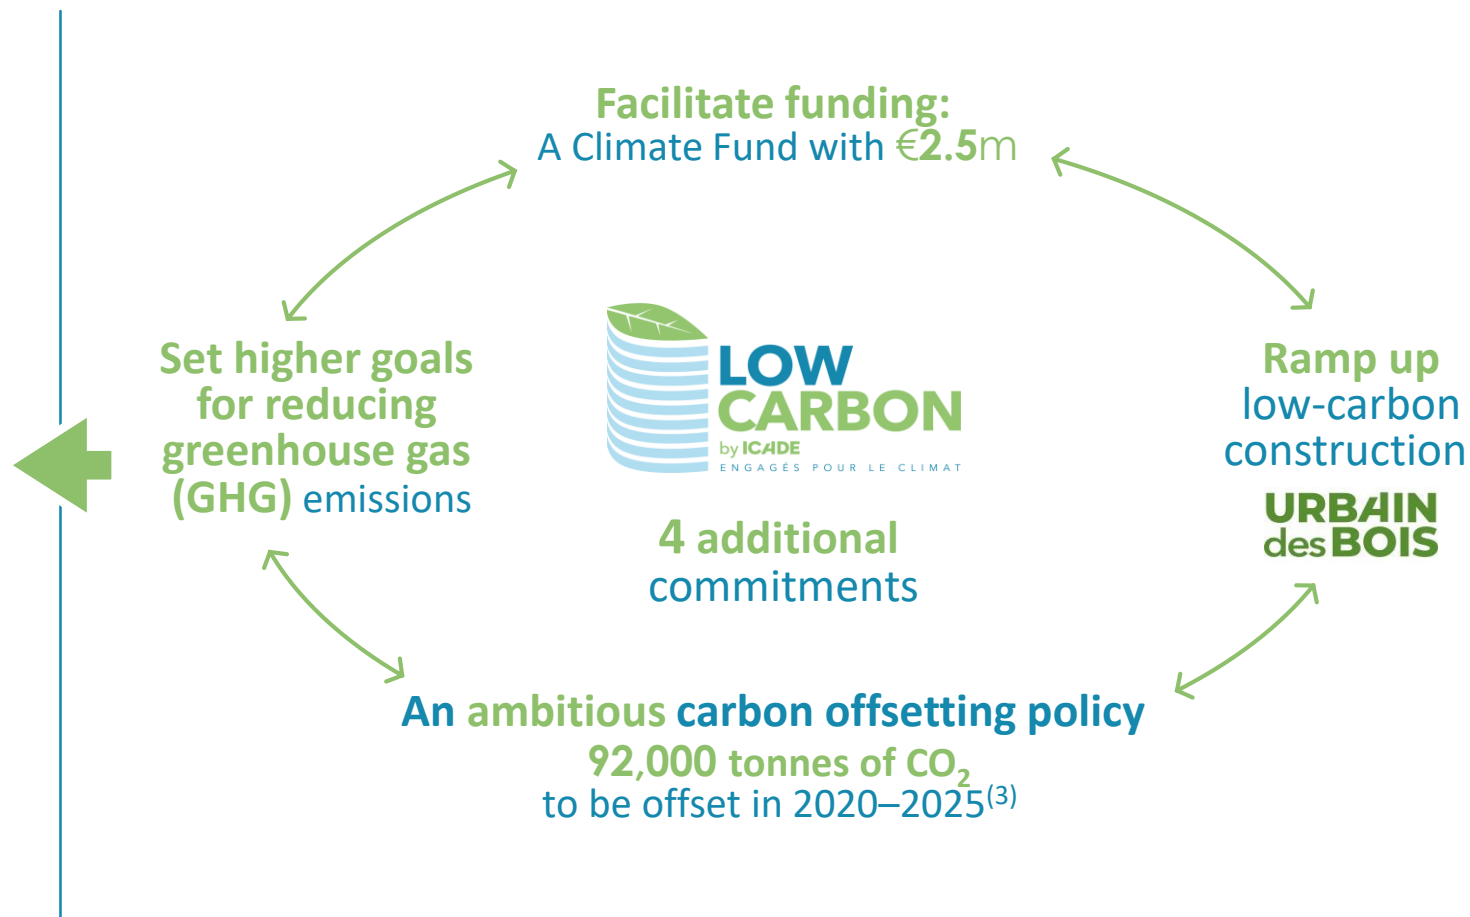 Facilitate funding:
A Climate Fund with €2.5m
Set higher goals
for reducing
greenhouse gas
(GHG) emissions
LOW
CARBON
by ICADE
ENGAGÉS POUR LE CLIMAT
4 additional
commitments
Ramp up
low-carbon
construction
URBAIN
des BOIS
An ambitious carbon offsetting policy
92,000 tonnes of CO₂
to be offset in 2020–2025⁽³⁾